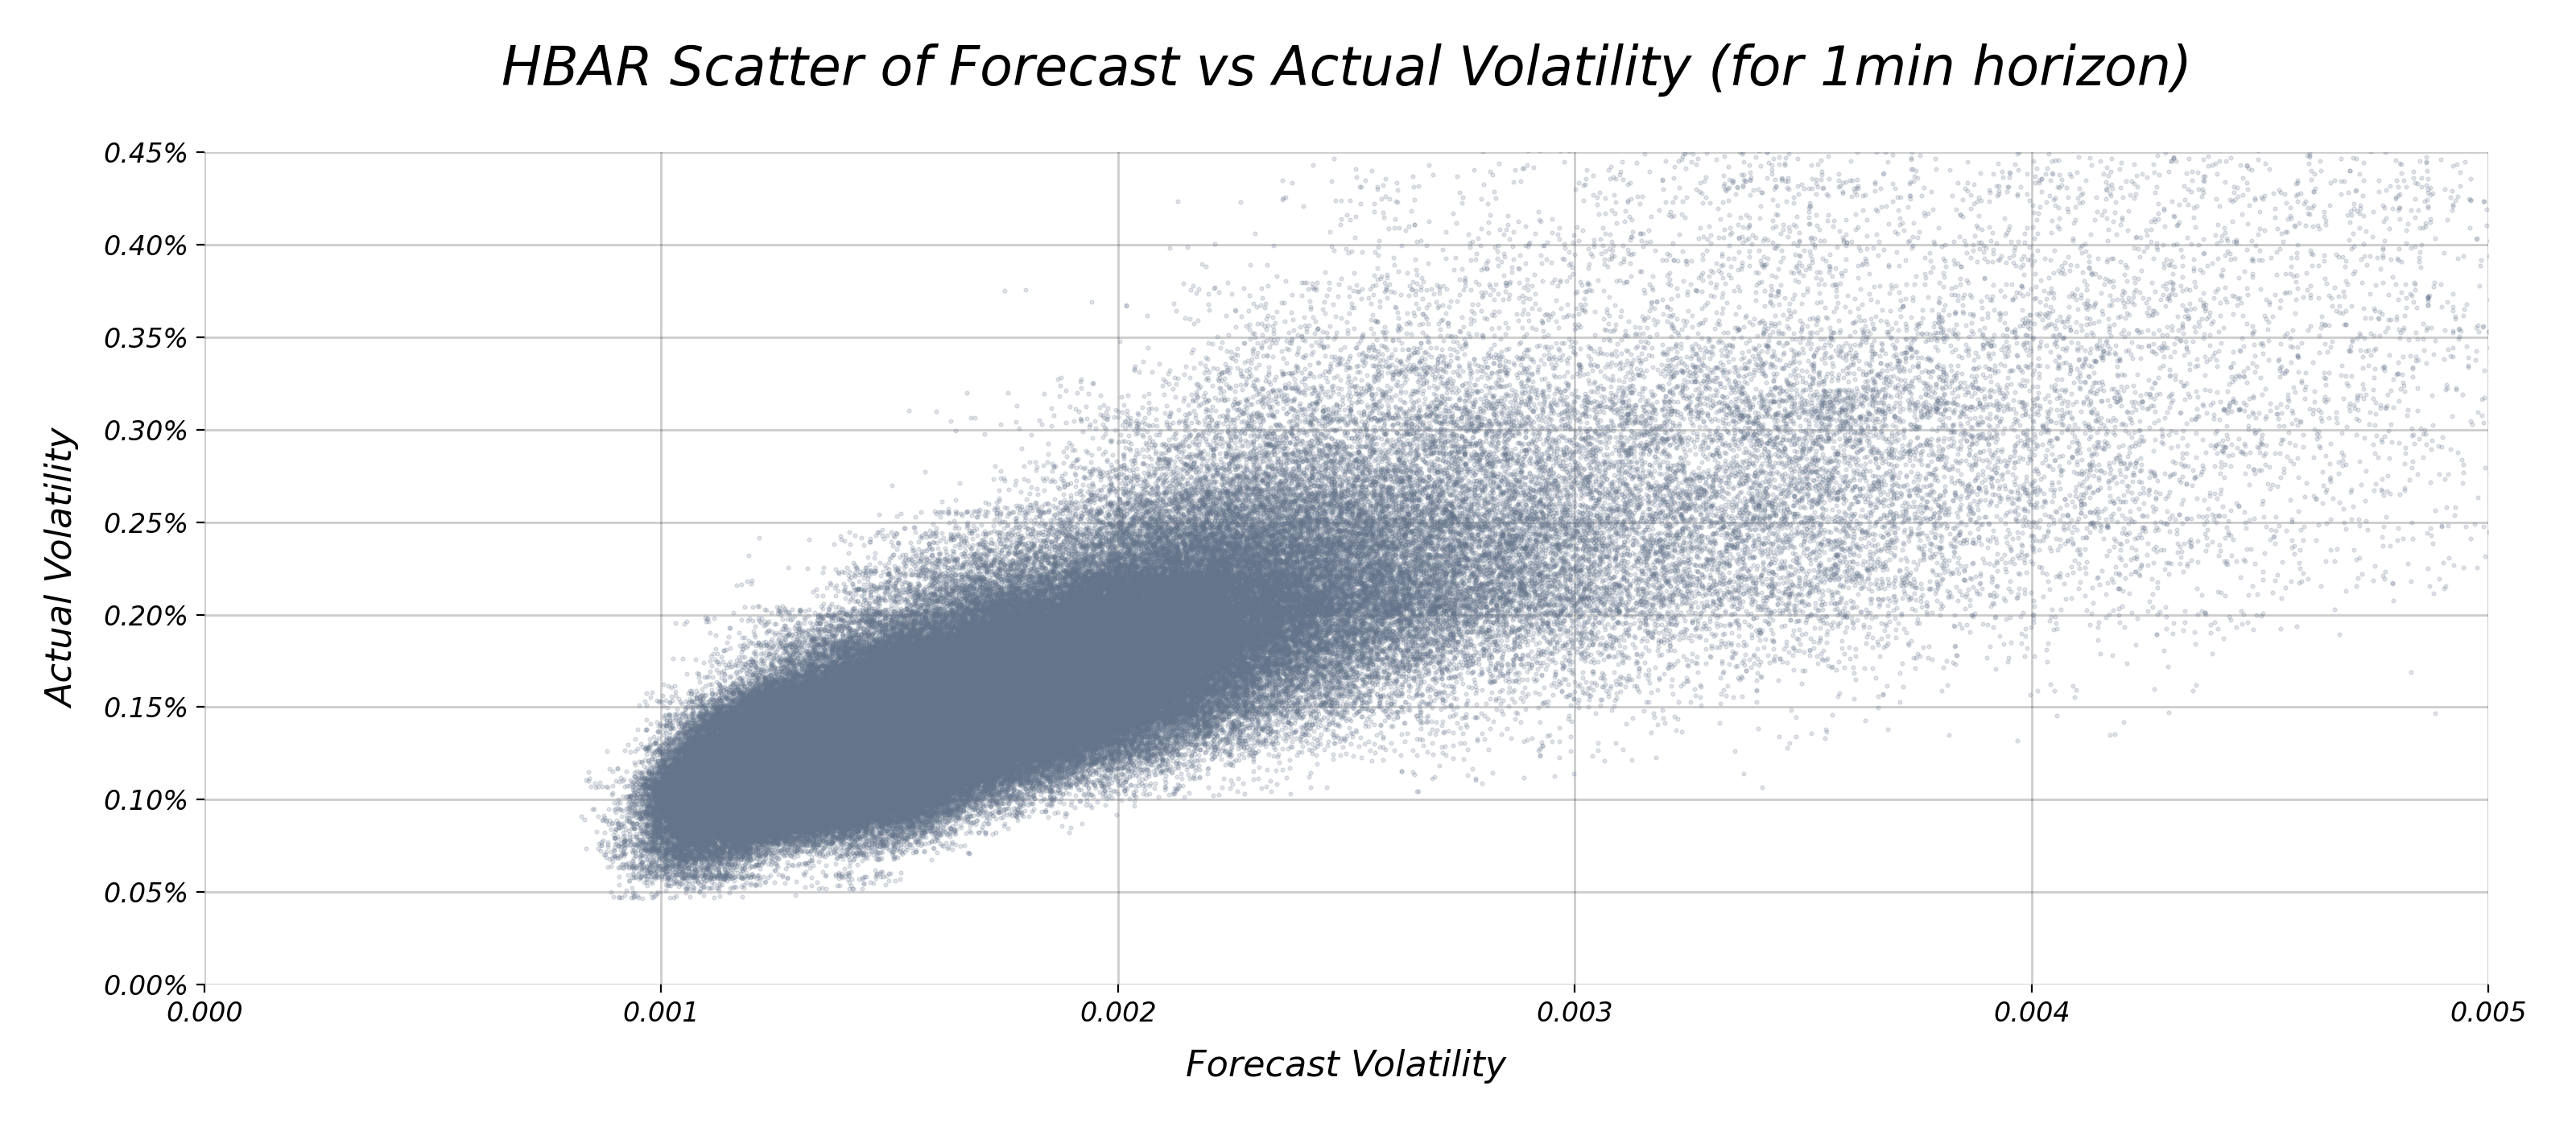 HBAR Scatter of Forecast vs Actual Volatility (for 1min horizon)
0.45%
0.40%
0.35%
0.30%
0.25%
0.20%
0.15%
0.10%
0.05%
0.00%
Actual Volatility
0.000 0.001 0.002 0.003 0.004 0.005
Forecast Volatility